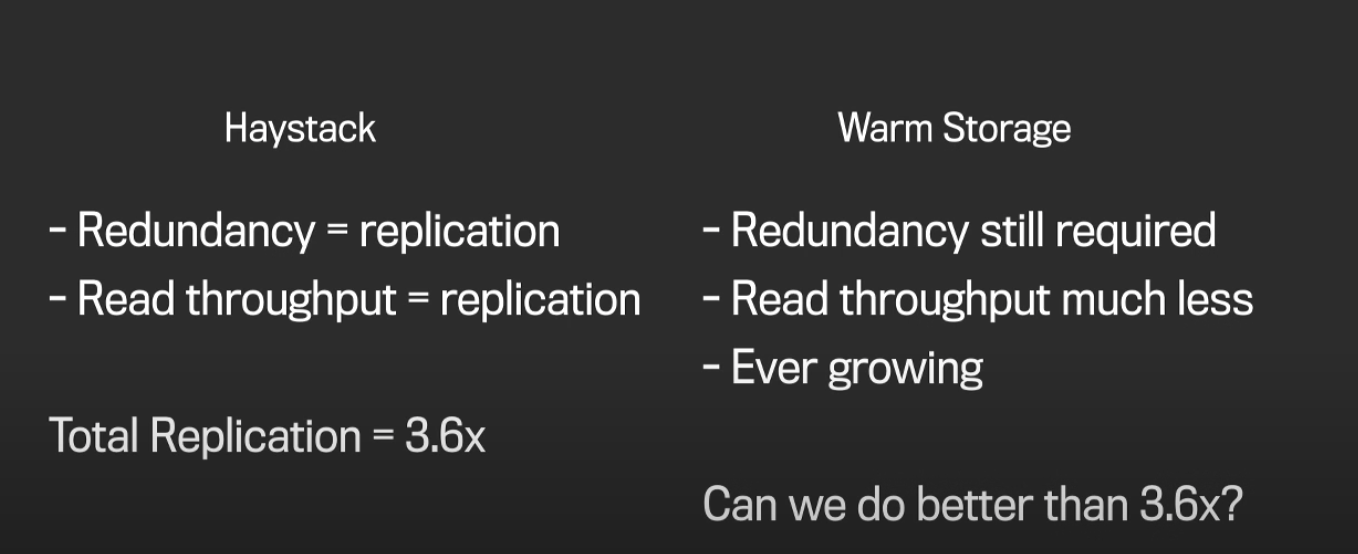 Haystack
- Redundancy = replication
- Read throughput = replication
Total Replication = 3.6x
Warm Storage
- Redundancy still required
- Read throughput much less
- Ever growing
Can we do better than 3.6x?